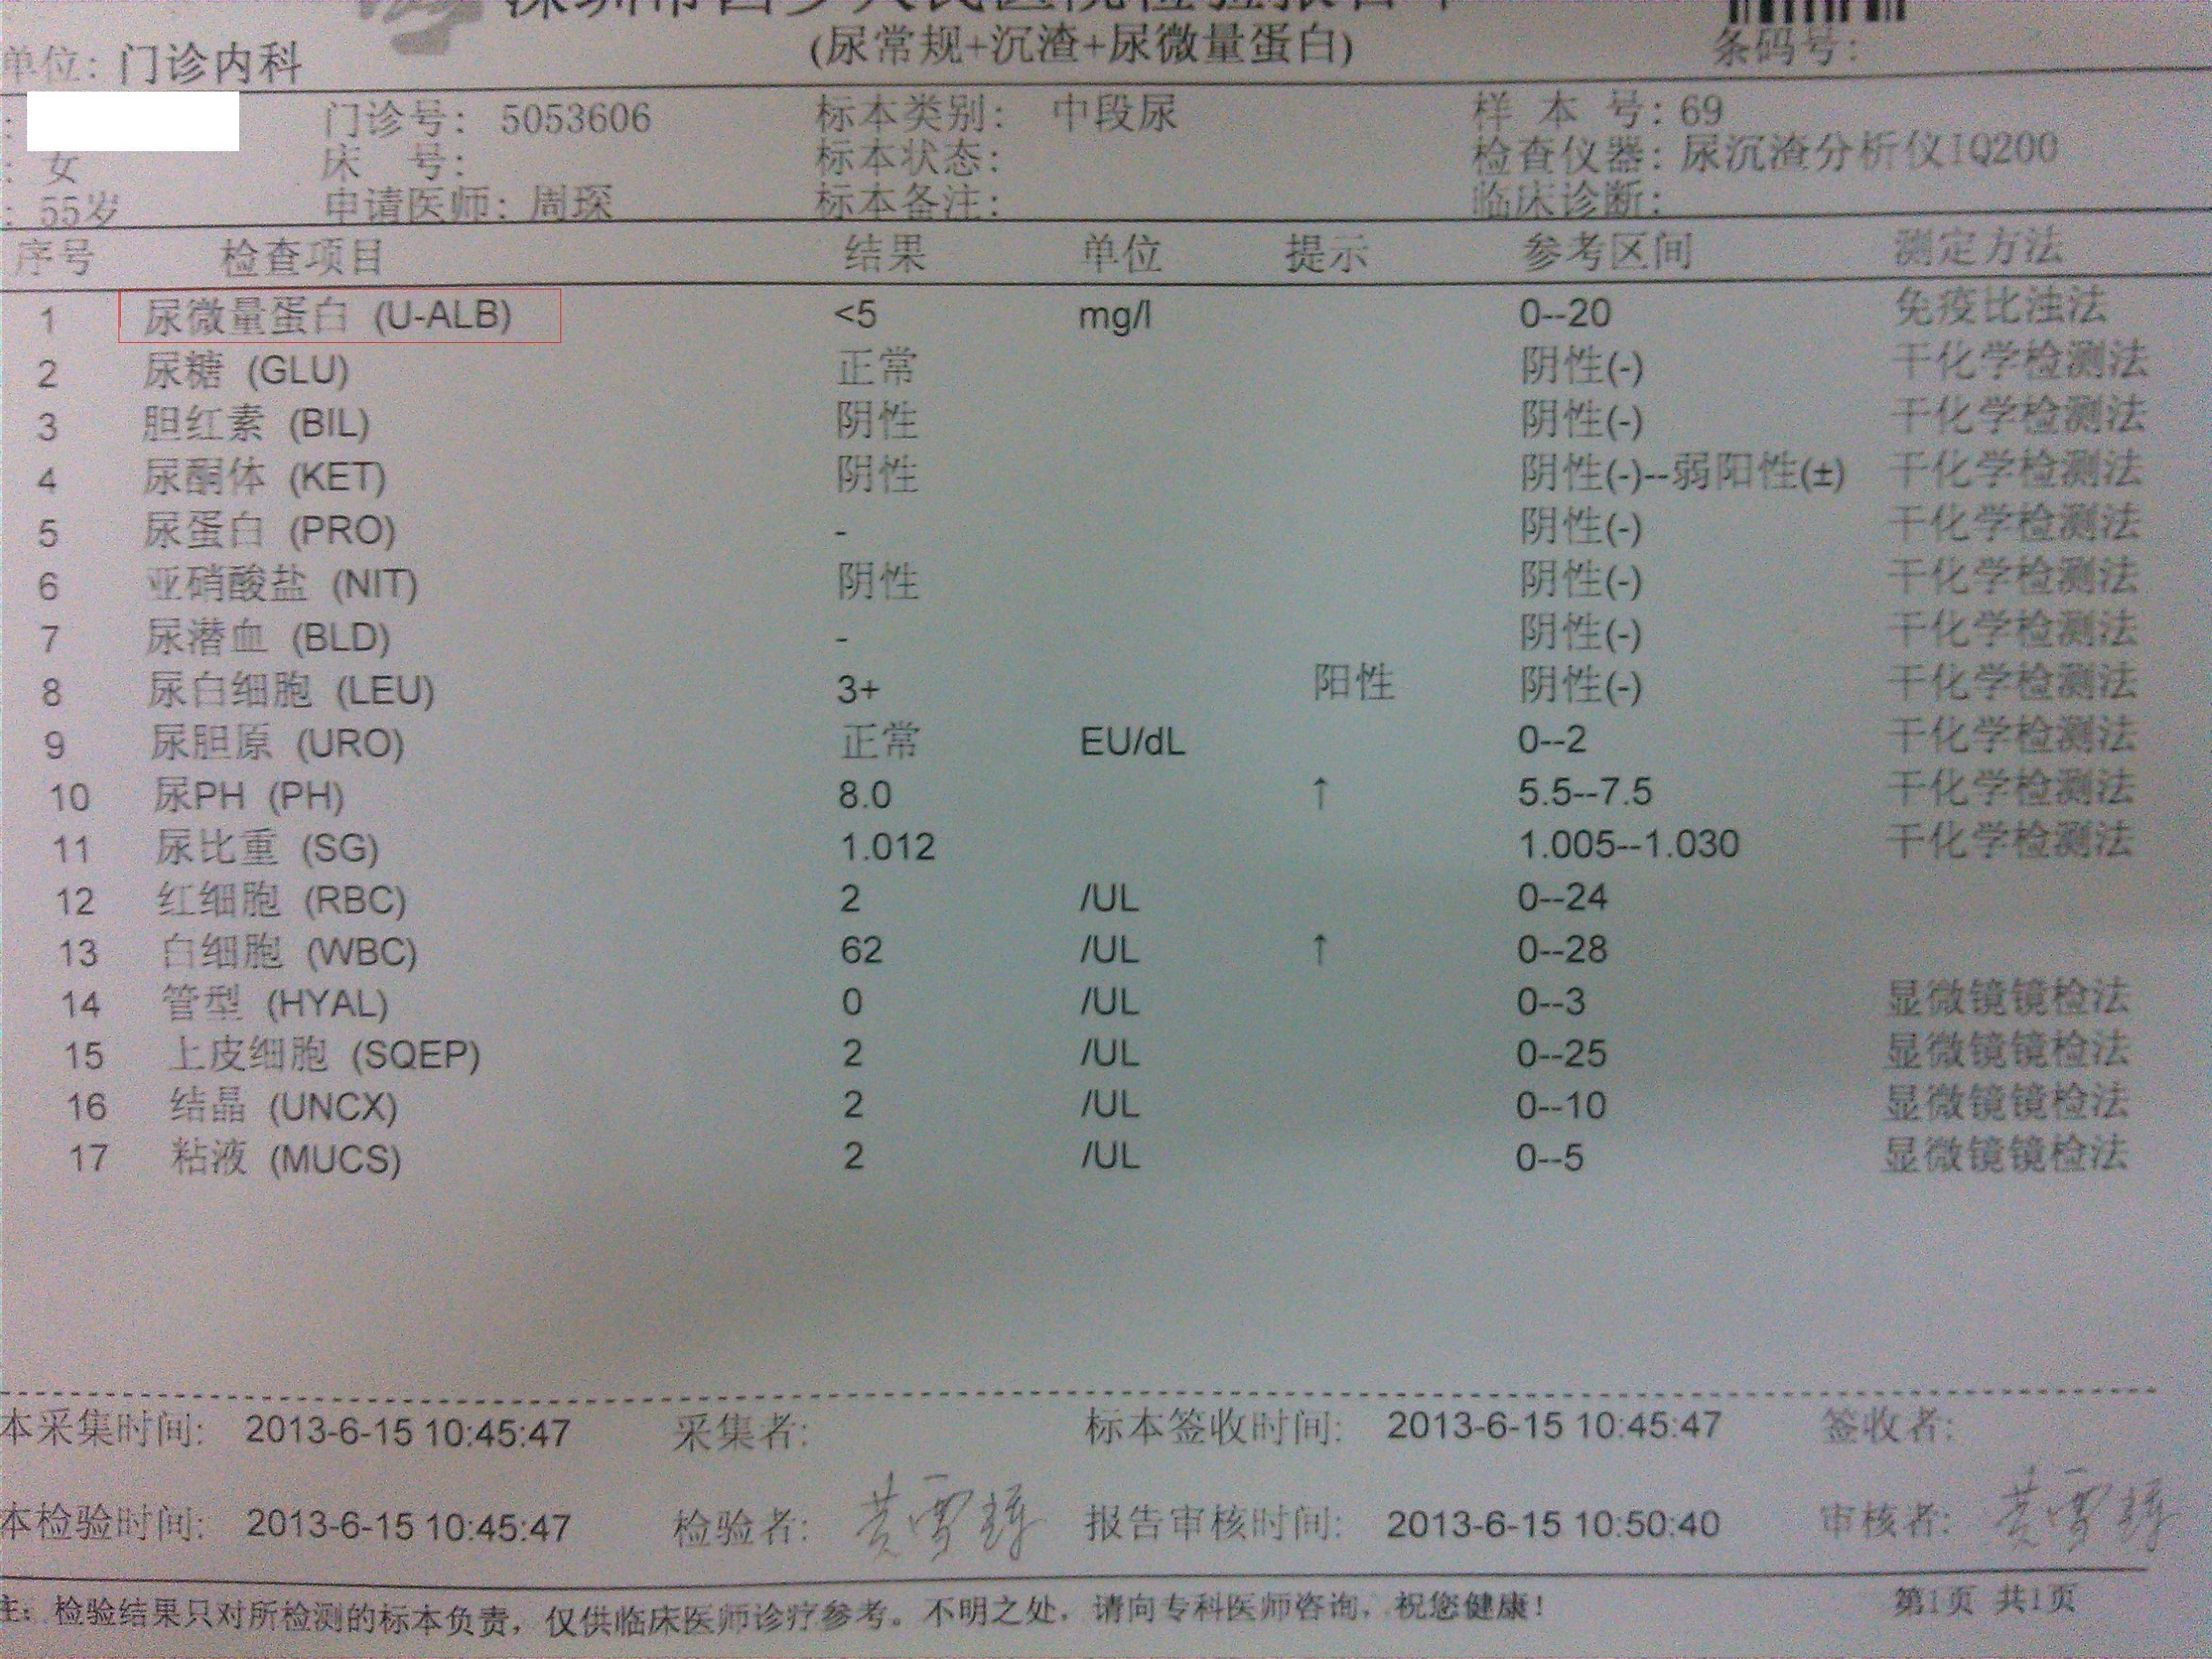 (尿常规+沉渣+尿微量蛋白)
单位: 门诊内科 条码号:
门诊号: 5053606 标本类别: 中段尿 样 本 号: 69
: 女 床 号: 标本状态: 检查仪器: 尿沉渣分析仪IQ200
: 55岁 申请医师: 周琛 标本备注: 临床诊断:
序号 检查项目 结果 单位 提示 参考区间 测定方法
1 尿微量蛋白 (U-ALB) <5 mg/l 0--20 免疫比浊法
2 尿糖 (GLU) 正常 阴性(-) 干化学检测法
3 胆红素 (BIL) 阴性 阴性(-) 干化学检测法
4 尿酮体 (KET) 阴性 阴性(-)--弱阳性(±) 干化学检测法
5 尿蛋白 (PRO) - 阴性(-) 干化学检测法
6 亚硝酸盐 (NIT) 阴性 阴性(-) 干化学检测法
7 尿潜血 (BLD) - 阴性(-) 干化学检测法
8 尿白细胞 (LEU) 3+ 阳性 阴性(-) 干化学检测法
9 尿胆原 (URO) 正常 EU/dL 0--2 干化学检测法
10 尿PH (PH) 8.0 ↑ 5.5--7.5 干化学检测法
11 尿比重 (SG) 1.012 1.005--1.030 干化学检测法
12 红细胞 (RBC) 2 /UL 0--24
13 白细胞 (WBC) 62 /UL ↑ 0--28
14 管型 (HYAL) 0 /UL 0--3 显微镜镜检法
15 上皮细胞 (SQEP) 2 /UL 0--25 显微镜镜检法
16 结晶 (UNCX) 2 /UL 0--10 显微镜镜检法
17 粘液 (MUCS) 2 /UL 0--5 显微镜镜检法
本采集时间: 2013-6-15 10:45:47 采集者: 标本签收时间: 2013-6-15 10:45:47 签收者:
本检验时间: 2013-6-15 10:45:47 检验者: 报告审核时间: 2013-6-15 10:50:40 审核者:
注: 检验结果只对所检测的标本负责, 仅供临床医师诊疗参考。不明之处, 请向专科医师咨询, 祝您健康! 第1页 共1页